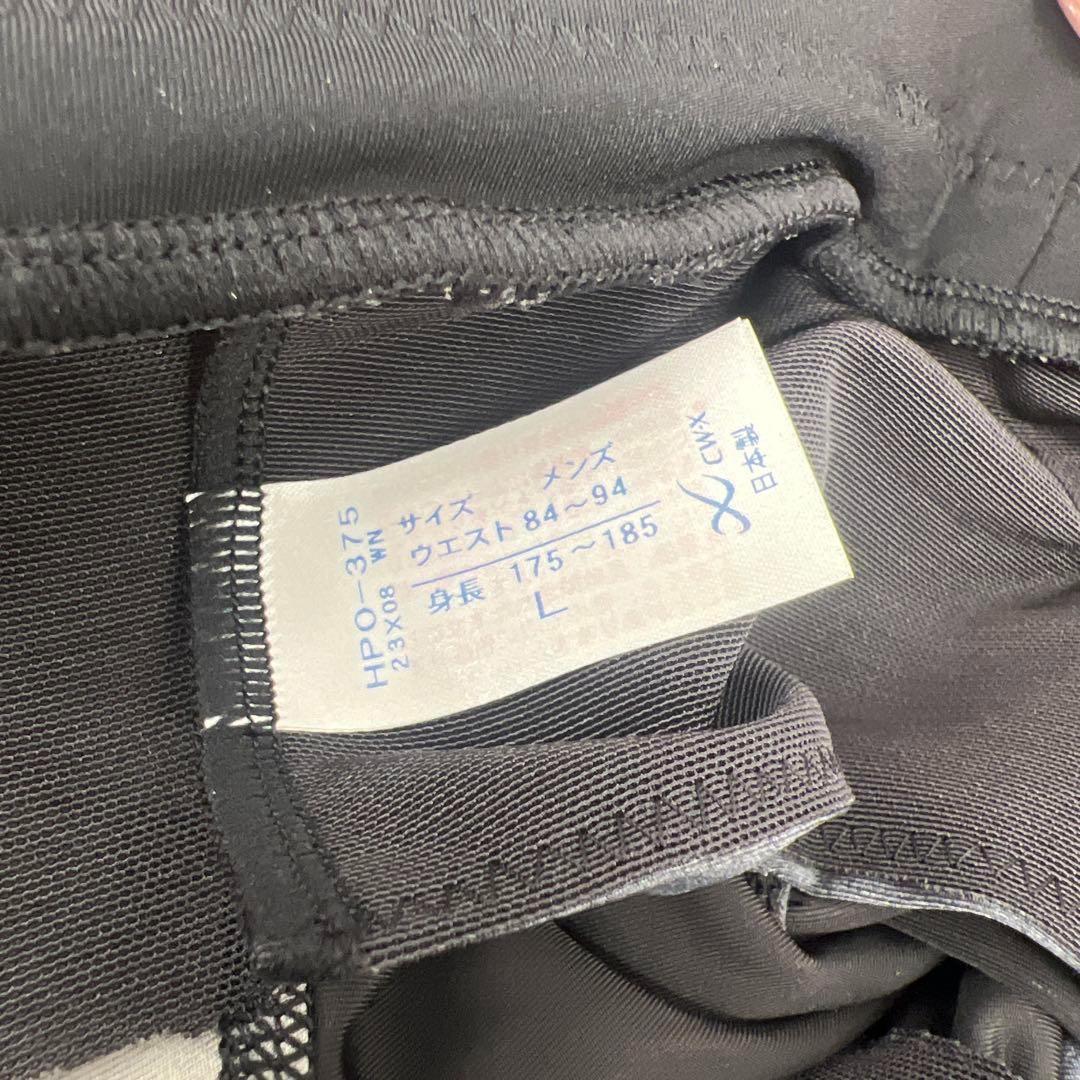 CW-X
日本製
サイズ メンズ
ウエスト 84～94
身長 175～185
L
HPO-375
23X08 WN